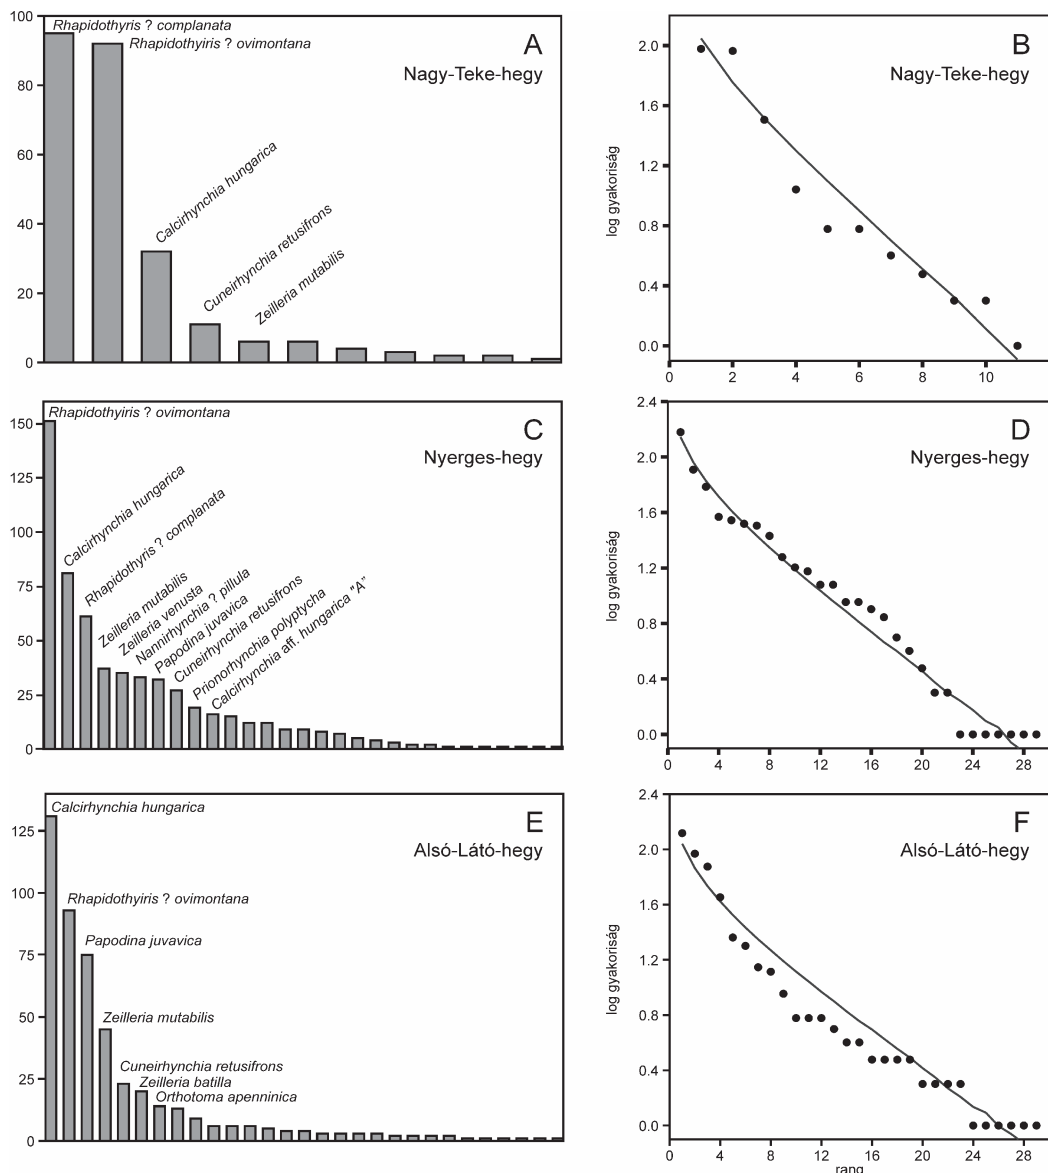 100
80
60
40
20
0
Rhapidothyris ? complanata
Rhapidothyiris ? ovimontana
Calcirhynchia hungarica
Cuneirhynchia retusifrons
Zeilleria mutabilis
A
Nagy-Teke-hegy
2.0
1.6
1.2
0.8
0.4
0.0
log gyakoriság
B
Nagy-Teke-hegy
0 2 4 6 8 10
150
125
100
75
50
25
0
Rhapidothyiris ? ovimontana
Calcirhynchia hungarica
Rhapidothyris ? complanata
Zeilleria mutabilis
Zeilleria venusta
Nannirhynchia ? pillula
Papodina juvavica
Cuneirhynchia retusifrons
Prionorhynchia polyptycha
Calcirhynchia aff. hungarica "A"
C
Nyerges-hegy
2.4
2.0
1.6
1.2
0.8
0.4
0.0
log gyakoriság
D
Nyerges-hegy
0 4 8 12 16 20 24 28
125
100
75
50
25
0
Calcirhynchia hungarica
Rhapidothyiris ? ovimontana
Papodina juvavica
Zeilleria mutabilis
Cuneirhynchia retusifrons
Zeilleria batilla
Orthotoma apenninica
E
Alsó-Látó-hegy
2.4
2.0
1.6
1.2
0.8
0.4
0.0
log gyakoriság
F
Alsó-Látó-hegy
0 4 8 12 16 20 24 28
rang